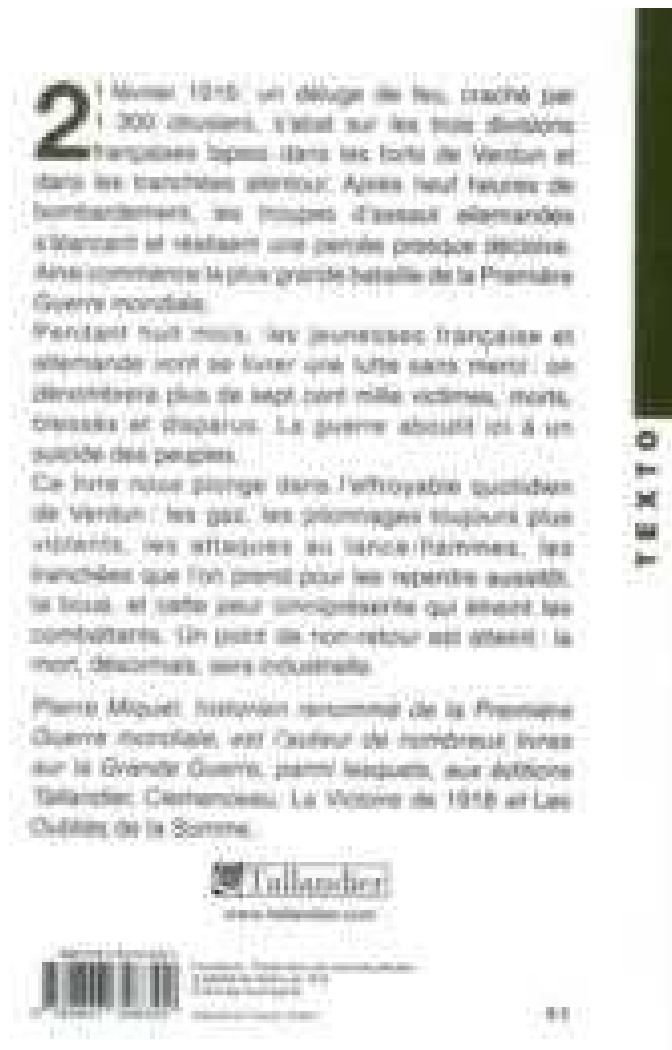 21 février 1916 : un déluge de feu, craché par
1 300 obusiers, s'abat sur les trois divisions
françaises tapies dans les forts de Verdun et
dans les tranchées alentour. Après neuf heures de
bombardement, les troupes d'assaut allemandes
s'élancent et réalisent une percée presque décisive.
Ainsi commence la plus grande bataille de la Première
Guerre mondiale.
Pendant huit mois, les jeunesses française et
allemande vont se livrer une lutte sans merci : on
dénombrera plus de sept cent mille victimes, morts,
blessés et disparus. La guerre aboutit ici à un
suicide des peuples.
Ce livre nous plonge dans l'effroyable quotidien
de Verdun : les gaz, les pilonnages toujours plus
violents, les attaques au lance-flammes, les
tranchées que l'on prend pour les reperdre aussitôt,
la boue, et cette peur omniprésente qui étreint les
combattants. Un point de non-retour est atteint : la
mort, désormais, sera industrielle.
Pierre Miquel, historien renommé de la Première
Guerre mondiale, est l'auteur de nombreux livres
sur la Grande Guerre, parmi lesquels, aux éditions
Tallandier, Clemenceau, La Victoire de 1918 et Les
Oubliés de la Somme.
Tallandier
www.tallandier.com
TEXTO